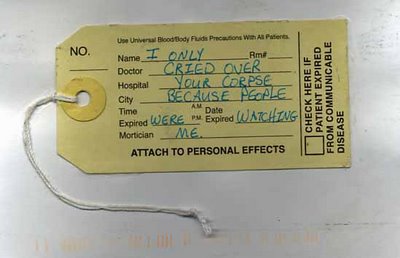 Use Universal Blood/Body Fluids Precautions With All Patients.
NO.
Name I ONLY Rm#
Doctor CRIED OVER
Hospital YOUR CORPSE
City BECAUSE PEOPLE
Time A.M. Date
Expired WERE P.M. Expired WATCHING
Mortician ME.
ATTACH TO PERSONAL EFFECTS
CHECK HERE IF
PATIENT EXPIRED
FROM COMMUNICABLE
DISEASE